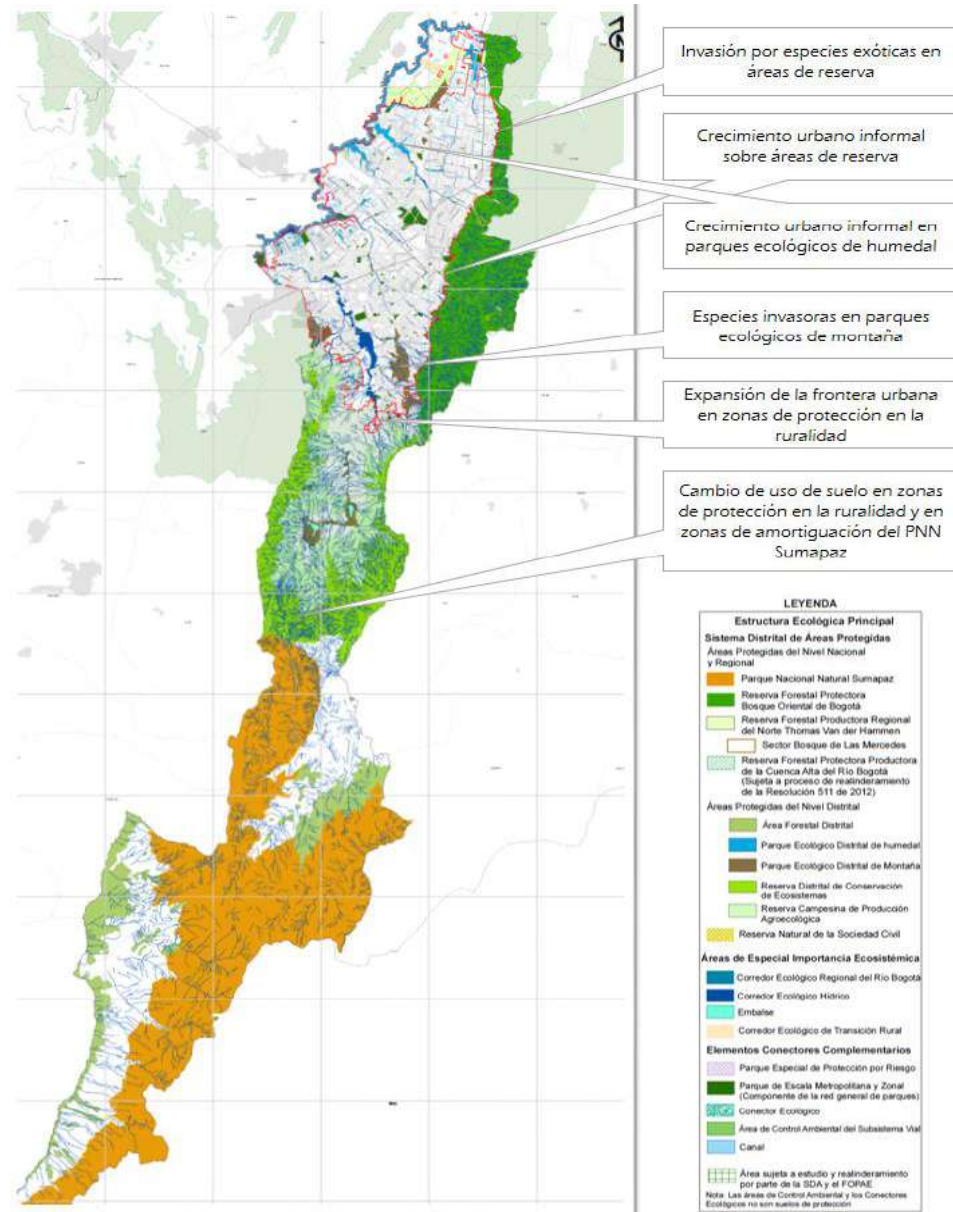 Invasión por especies exóticas en
áreas de reserva
Crecimiento urbano informal
sobre áreas de reserva
Crecimiento urbano informal en
parques ecológicos de humedal
Especies invasoras en parques
ecológicos de montaña
Expansión de la frontera urbana
en zonas de protección en la
ruralidad
Cambio de uso de suelo en zonas
de protección en la ruralidad y en
zonas de amortiguación del PNN
Sumapaz
LEYENDA
Estructura Ecológica Principal
Sistema Distrital de Áreas Protegidas
Áreas Protegidas del Nivel Nacional
y Regional
Parque Nacional Natural Sumapaz
Reserva Forestal Protectora
Bosque Oriental de Bogotá
Reserva Forestal Productora Regional
del Norte Thomas Van der Hammen
Sector Bosque de Las Mercedes
Reserva Forestal Protectora Productora
de la Cuenca Alta del Río Bogotá
(Sujeta a proceso de realinderamiento
de la Resolución 511 de 2012)
Áreas Protegidas del Nivel Distrital
Área Forestal Distrital
Parque Ecológico Distrital de humedal
Parque Ecológico Distrital de Montaña
Reserva Distrital de Conservación
de Ecosistemas
Reserva Campesina de Producción
Agroecológica
Reserva Natural de la Sociedad Civil
Áreas de Especial Importancia Ecosistémica
Corredor Ecológico Regional del Río Bogotá
Corredor Ecológico Hídrico
Embalse
Corredor Ecológico de Transición Rural
Elementos Conectores Complementarios
Parque Especial de Protección por Riesgo
Parque de Escala Metropolitana y Zonal
(Componente de la red general de parques)
Conector Ecológico
Área de Control Ambiental del Subsistema Vial
Canal
Área sujeta a estudio y realinderamiento
por parte de la SDA y el FOPAE
Nota: Las áreas de Control Ambiental y los Conectores
Ecológicos no son suelos de protección